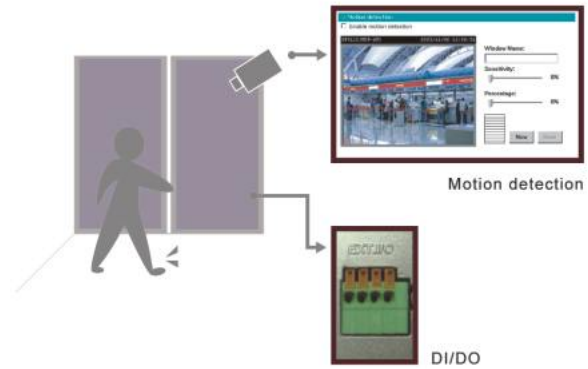 Motion detection
Enable motion detection
Window Name:
Sensitivity:
0%
Percentage:
0%
New
Save
Motion detection
DI/DO